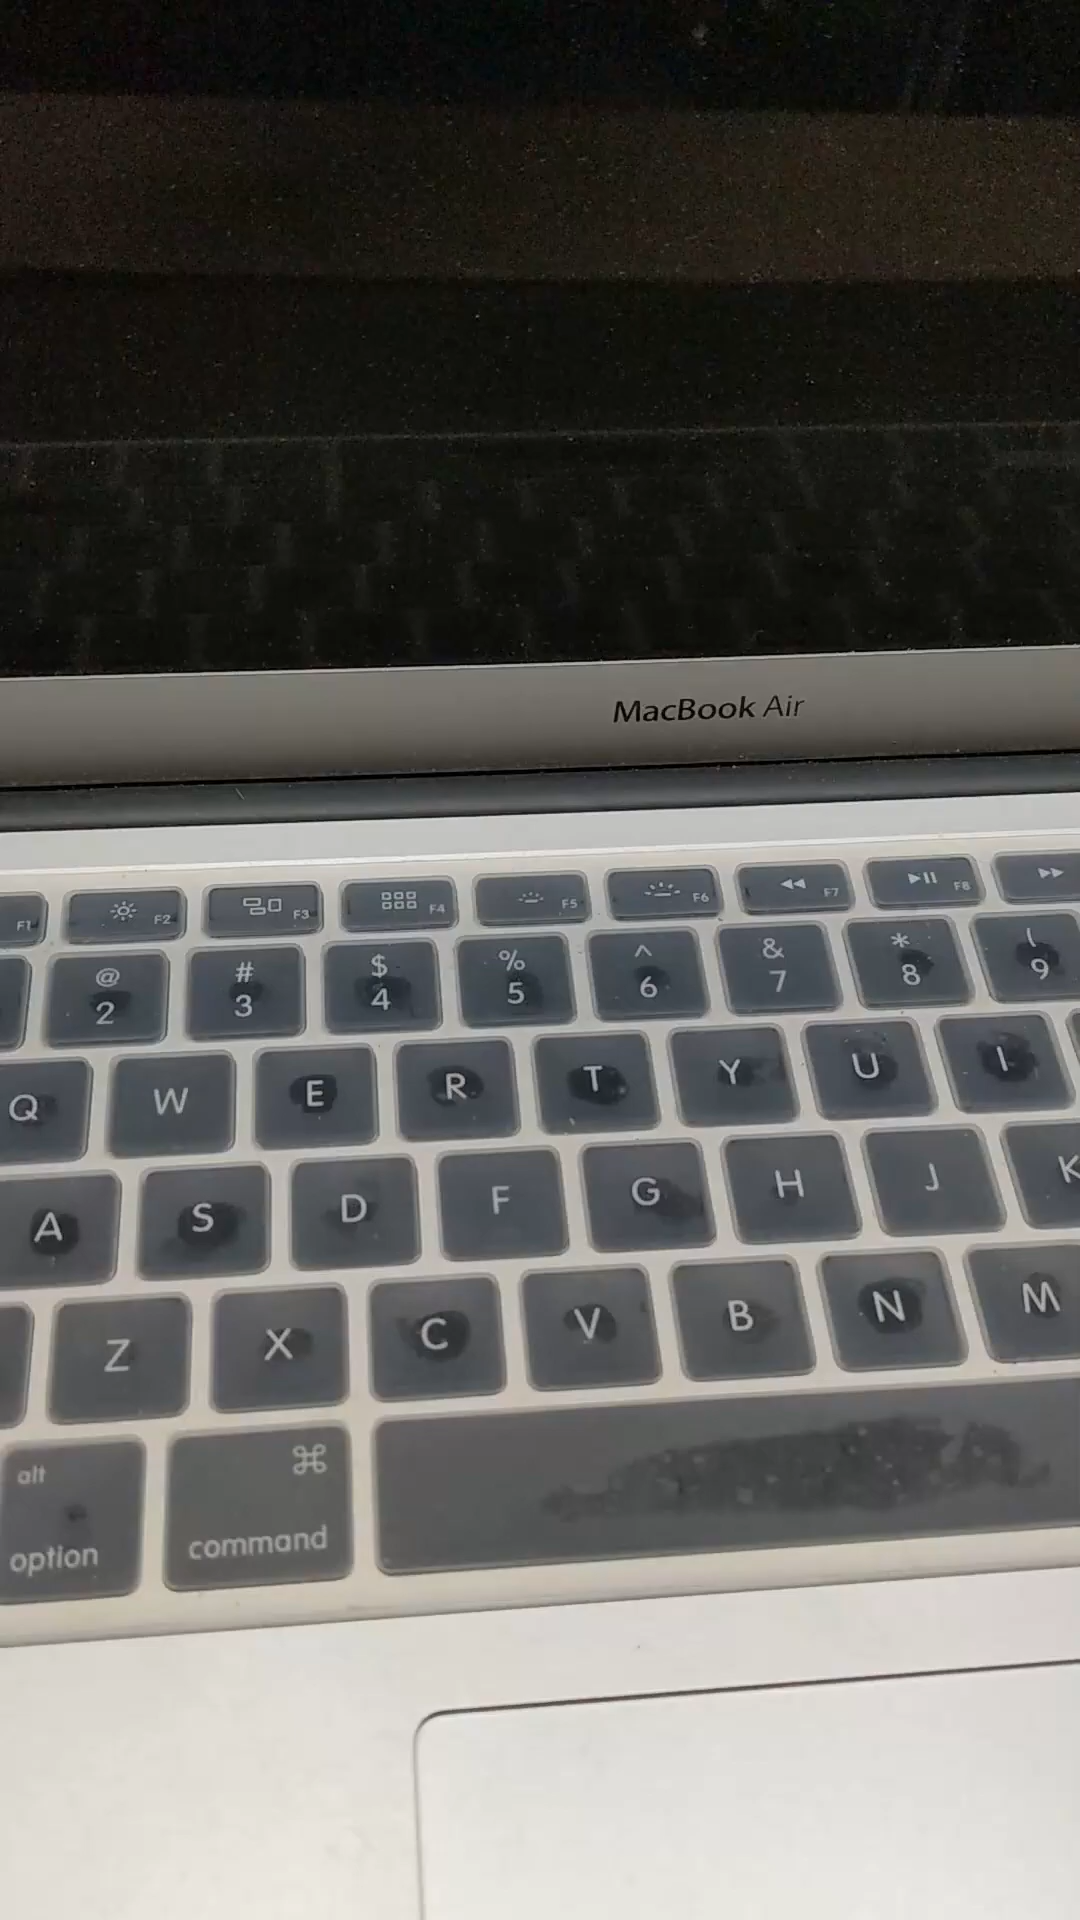 MacBook Air
F1 F2 F3 F4 F5 F6 F7 F8
@ # $ % ^ & * (
2 3 4 5 6 7 8 9
Q W E R T Y U I
A S D F G H J K
Z X C V B N M
alt ⌘
option command